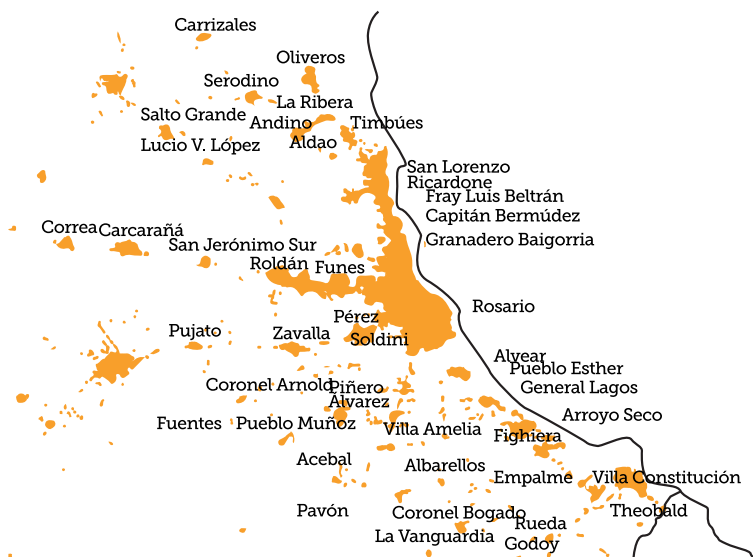 Carrizales
Oliveros
Serodino
La Ribera
Salto Grande
Andino
Timbúes
Lucio V. López
Aldao
San Lorenzo
Ricardone
Fray Luis Beltrán
Capitán Bermúdez
Correa
Carcarañá
Granadero Baigorria
San Jerónimo Sur
Roldán
Funes
Rosario
Pérez
Pujato
Zavalla
Soldini
Alvear
Pueblo Esther
Coronel Arnold
Piñero
General Lagos
Álvarez
Arroyo Seco
Fuentes
Pueblo Muñoz
Villa Amelia
Fighiera
Acebal
Albarellos
Empalme
Villa Constitución
Pavón
Coronel Bogado
Theobald
Rueda
La Vanguardia
Godoy